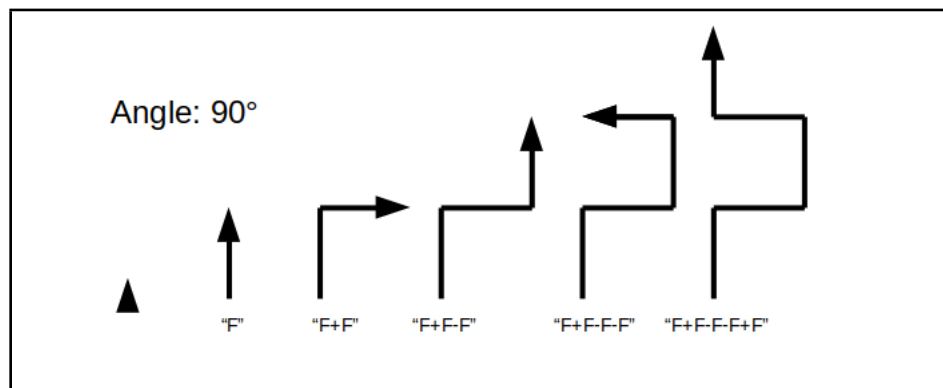 Angle: 90°
“F”
“F+F”
“F+F-F”
“F+F-F-F”
“F+F-F-F+F”